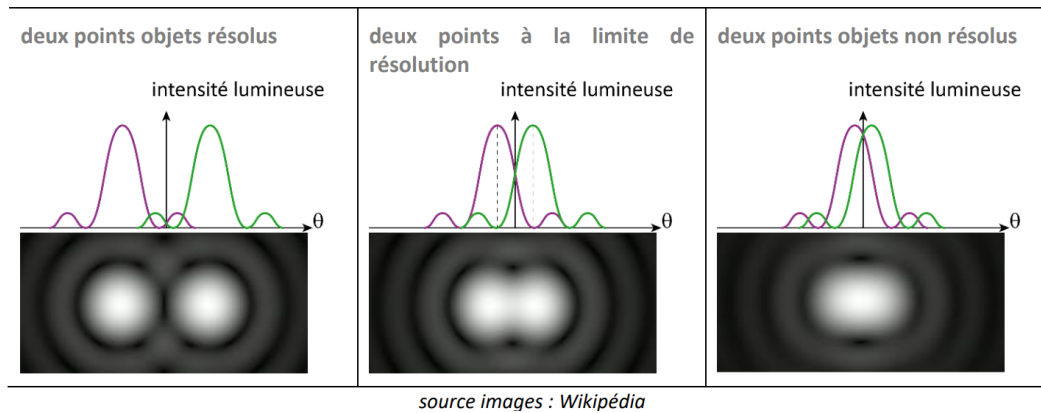 deux points objets résolus
intensité lumineuse
θ
deux points à la limite de
résolution
intensité lumineuse
θ
deux points objets non résolus
intensité lumineuse
θ
source images : Wikipédia